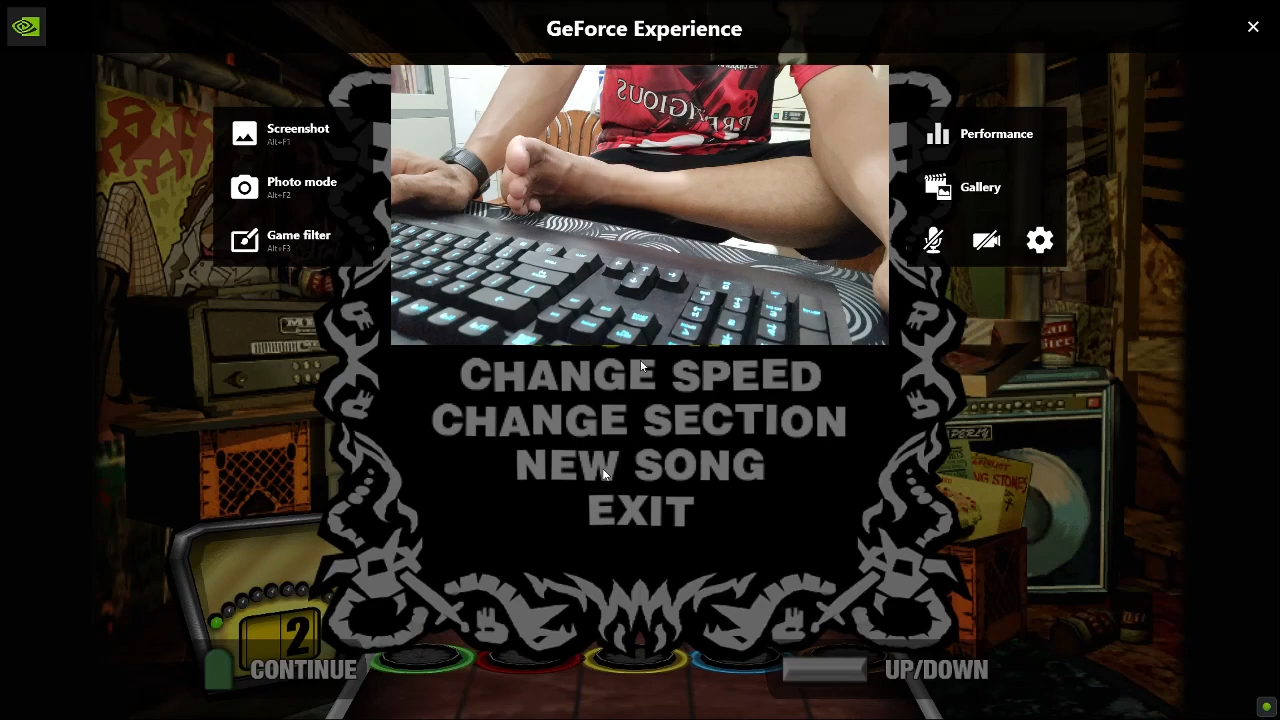 GeForce Experience
Screenshot
Alt+F1
Photo mode
Alt+F2
Game filter
Alt+F3
Performance
Gallery
CHANGE SPEED
CHANGE SECTION
NEW SONG
EXIT
2
CONTINUE
UP/DOWN